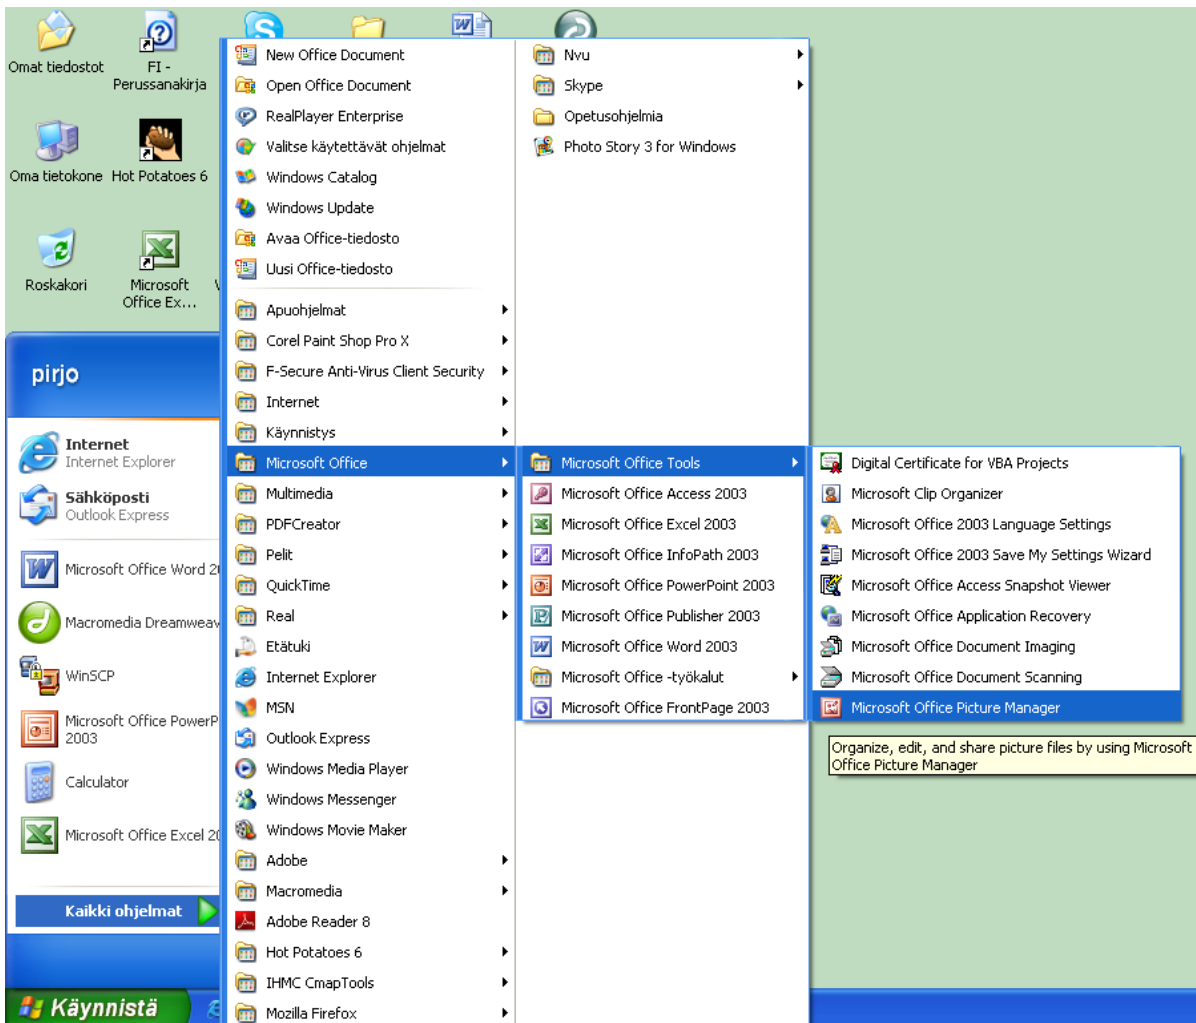 Omat tiedostot
FI -
Perussanakirja
Oma tietokone
Hot Potatoes 6
Roskakori
Microsoft
Office Ex...
pirjo
Internet
Internet Explorer
Sähköposti
Outlook Express
Microsoft Office Word 2
Macromedia Dreamweav
WinSCP
Microsoft Office PowerP
2003
Calculator
Microsoft Office Excel 20
Kaikki ohjelmat
Käynnistä
New Office Document
Open Office Document
RealPlayer Enterprise
Valitse käytettävät ohjelmat
Windows Catalog
Windows Update
Avaa Office-tiedosto
Uusi Office-tiedosto
Apuohjelmat
Corel Paint Shop Pro X
F-Secure Anti-Virus Client Security
Internet
Käynnistys
Microsoft Office
Multimedia
PDFCreator
Pelit
QuickTime
Real
Etätuki
Internet Explorer
MSN
Outlook Express
Windows Media Player
Windows Messenger
Windows Movie Maker
Adobe
Macromedia
Adobe Reader 8
Hot Potatoes 6
IHMC CmapTools
Mozilla Firefox
Nvu
Skype
Opetusohjelmia
Photo Story 3 for Windows
Microsoft Office Tools
Microsoft Office Access 2003
Microsoft Office Excel 2003
Microsoft Office InfoPath 2003
Microsoft Office PowerPoint 2003
Microsoft Office Publisher 2003
Microsoft Office Word 2003
Microsoft Office -työkalut
Microsoft Office FrontPage 2003
Digital Certificate for VBA Projects
Microsoft Clip Organizer
Microsoft Office 2003 Language Settings
Microsoft Office 2003 Save My Settings Wizard
Microsoft Office Access Snapshot Viewer
Microsoft Office Application Recovery
Microsoft Office Document Imaging
Microsoft Office Document Scanning
Microsoft Office Picture Manager
Organize, edit, and share picture files by using Microsoft
Office Picture Manager